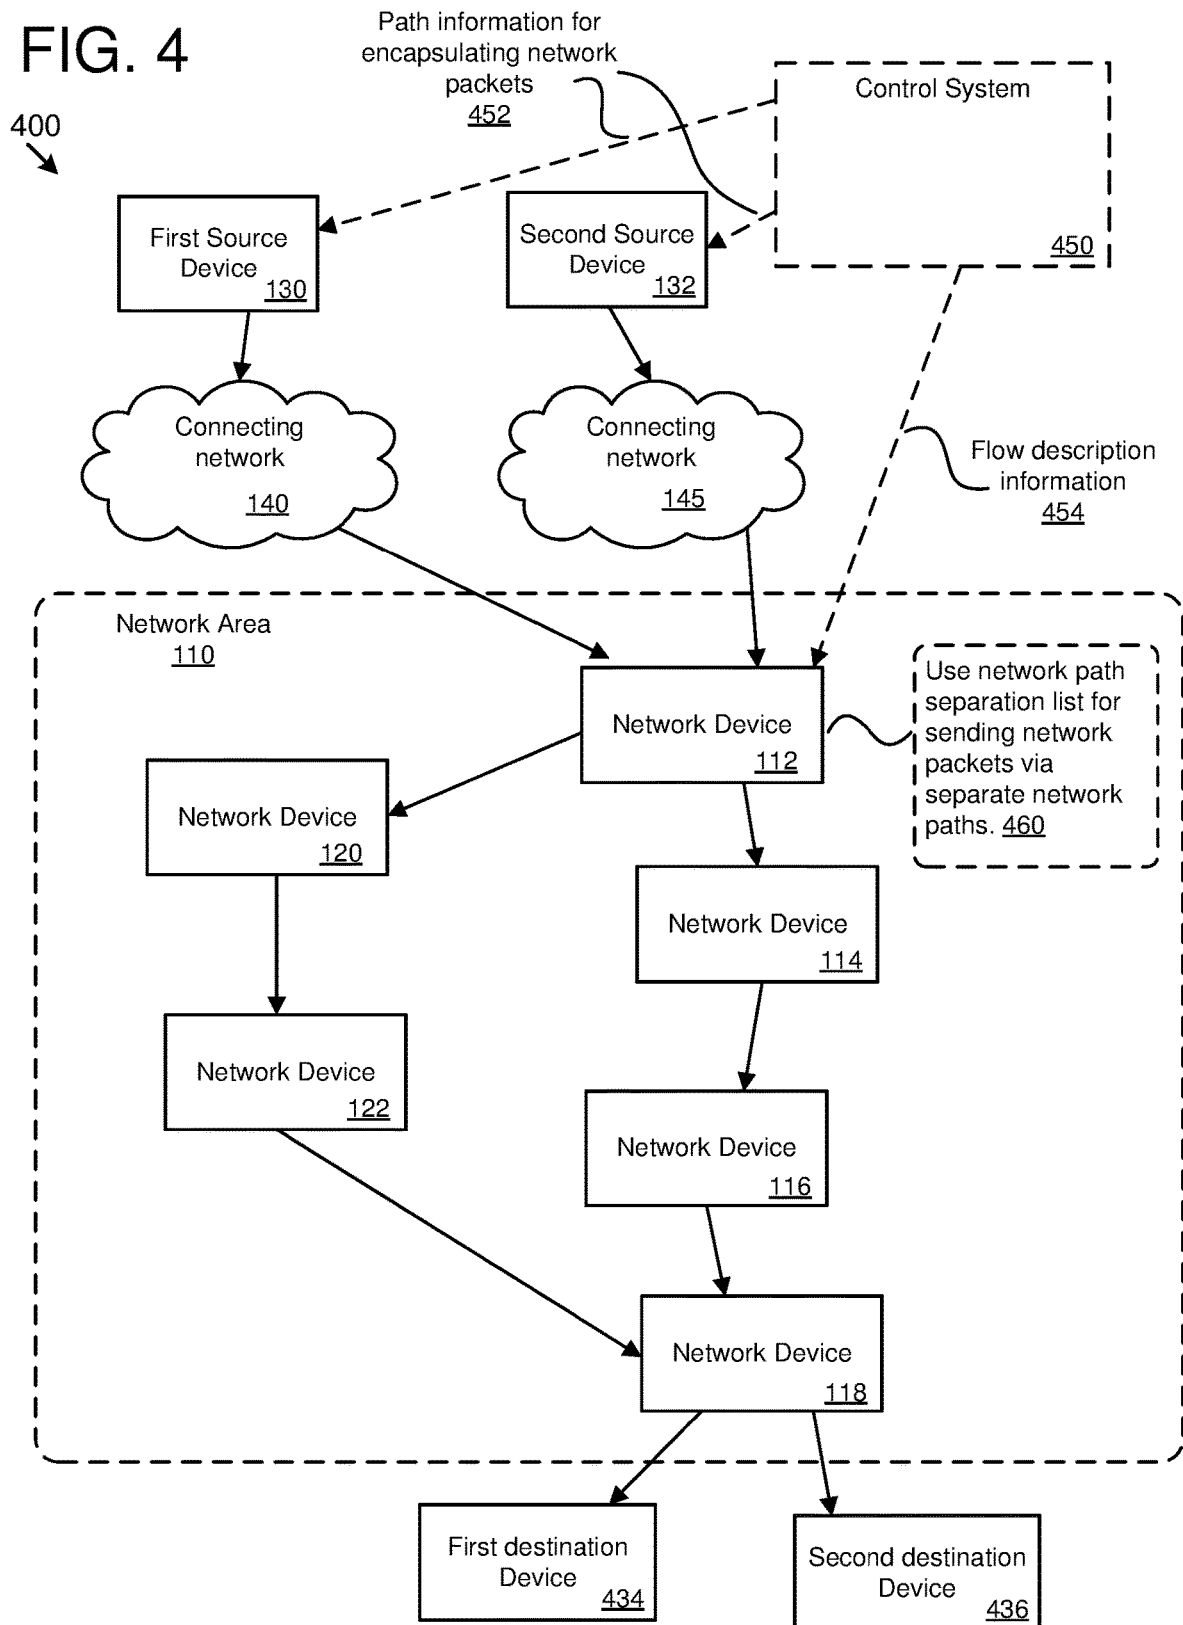 FIG. 4
400
Path information for
encapsulating network
packets
452
Control System
450
First Source
Device
130
Second Source
Device
132
Connecting
network
140
Connecting
network
145
Flow description
information
454
Network Area
110
Network Device
112
Use network path
separation list for
sending network
packets via
separate network
paths. 460
Network Device
120
Network Device
114
Network Device
122
Network Device
116
Network Device
118
First destination
Device
434
Second destination
Device
436